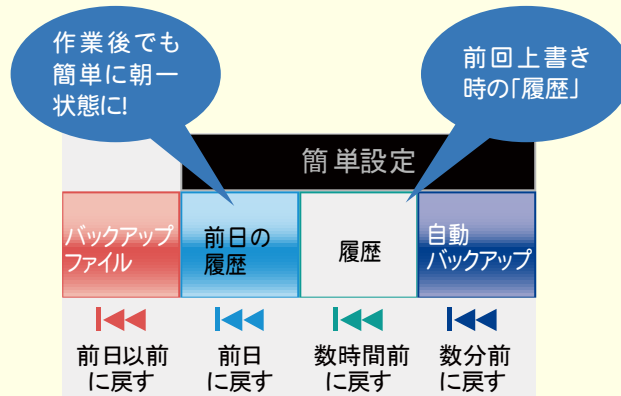 作業後でも
簡単に朝一
状態に!
前回上書き
時の「履歴」
簡単設定
バックアップ
ファイル
前日の
履歴
履歴
自動
バックアップ
前日以前
に戻す
前日
に戻す
数時間前
に戻す
数分前
に戻す